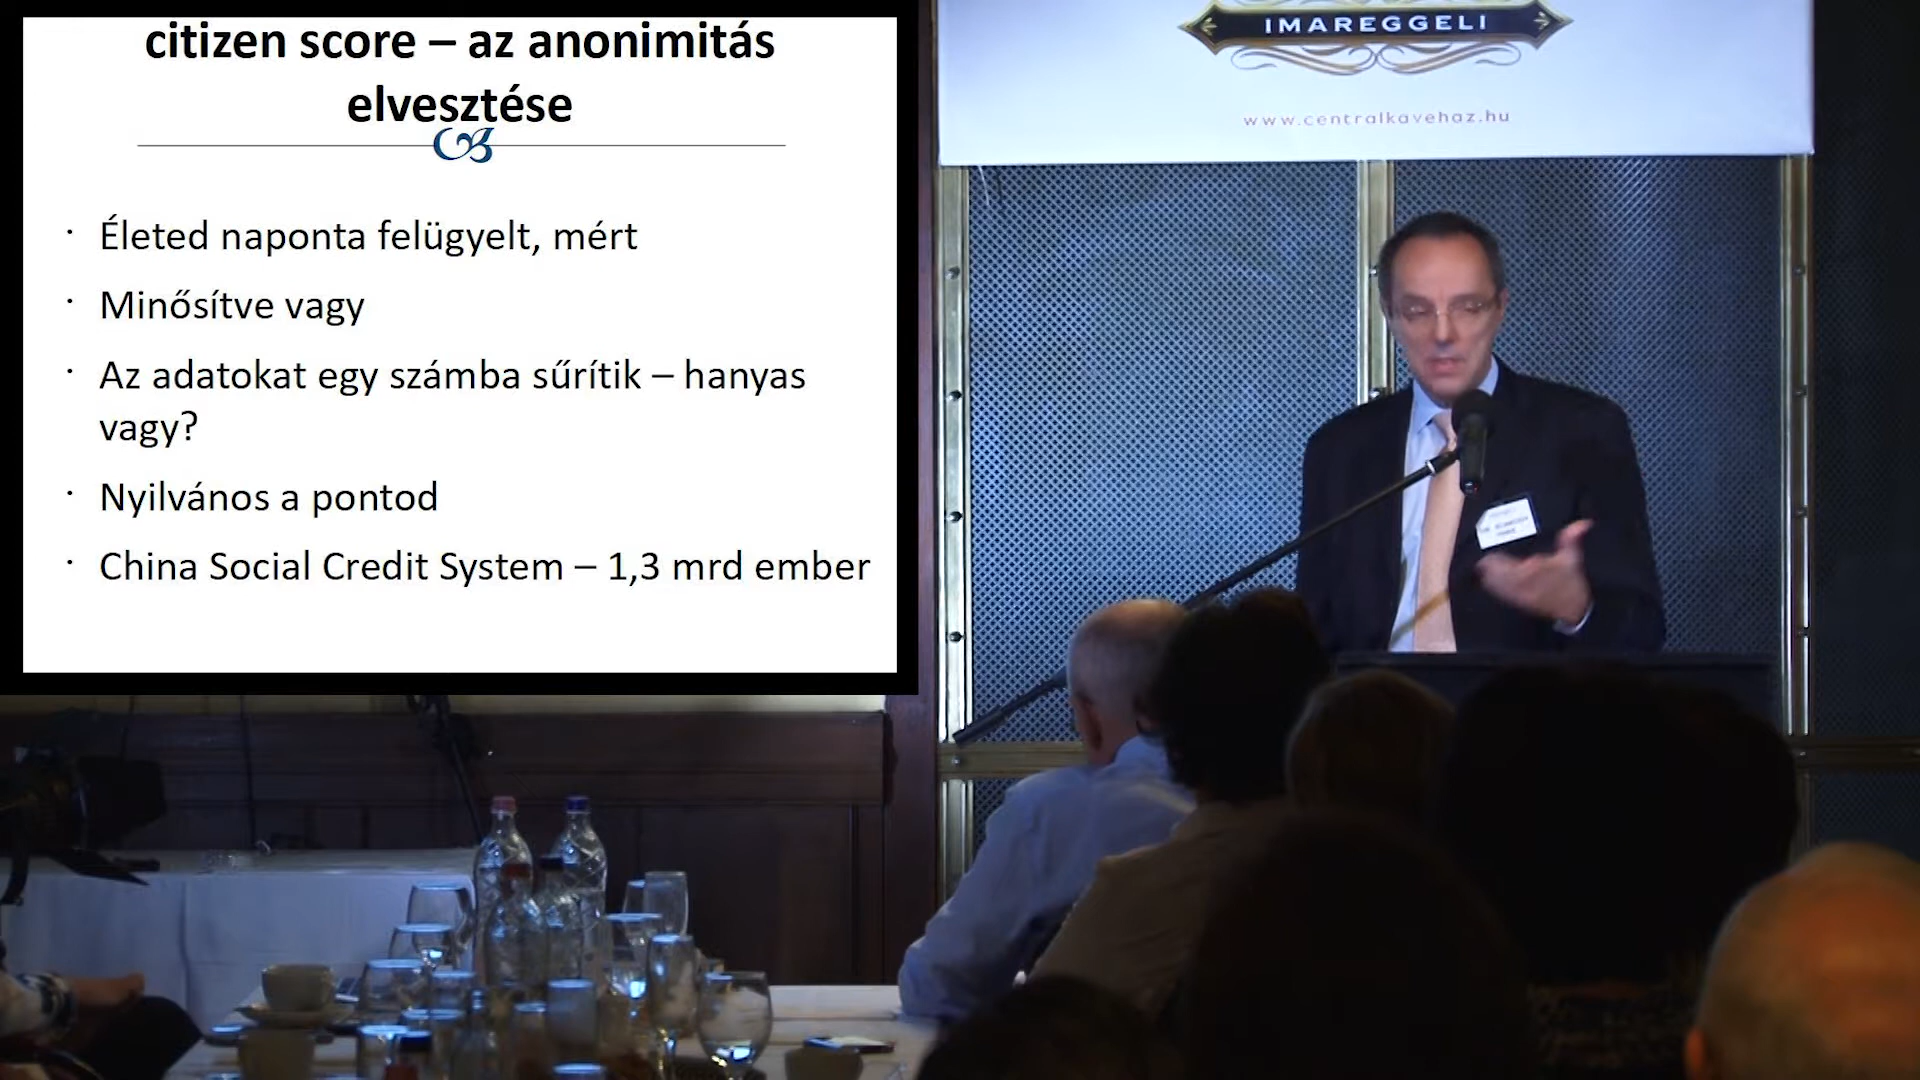 citizen score – az anonimitás
elvesztése
· Életed naponta felügyelt, mért
· Minősítve vagy
· Az adatokat egy számba sűrítik – hanyas
vagy?
· Nyilvános a pontod
· China Social Credit System – 1,3 mrd ember
IMAREGGELI
www.centralkavehaz.hu